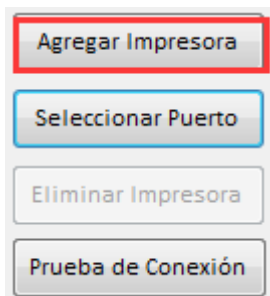 Agregar Impresora
Seleccionar Puerto
Eliminar Impresora
Prueba de Conexión